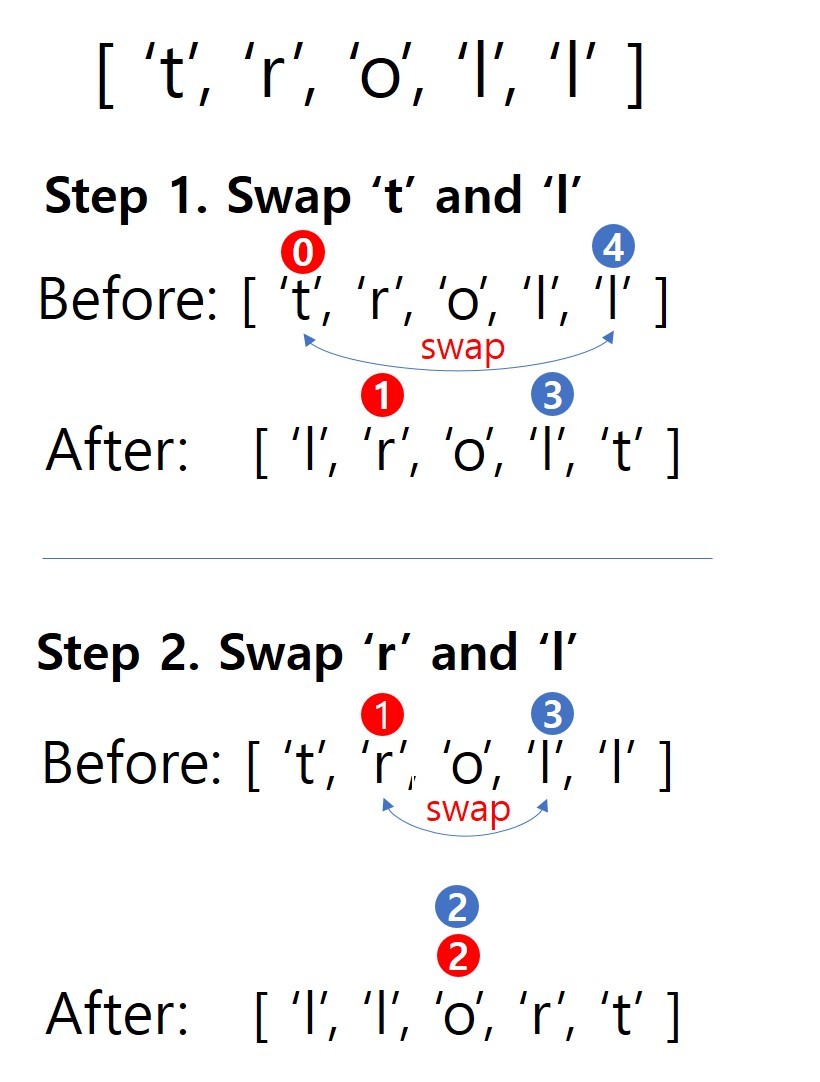 [ ‘t’, ‘r’, ‘o’, ‘l’, ‘l’ ]
Step 1. Swap ‘t’ and ‘l’
0 4
Before: [ ‘t’, ‘r’, ‘o’, ‘l’, ‘l’ ]
swap
1 3
After: [ ‘l’, ‘r’, ‘o’, ‘l’, ‘t’ ]
Step 2. Swap ‘r’ and ‘l’
1 3
Before: [ ‘t’, ‘r’, ‘o’, ‘l’, ‘l’ ]
swap
2
2
After: [ ‘l’, ‘l’, ‘o’, ‘r’, ‘t’ ]